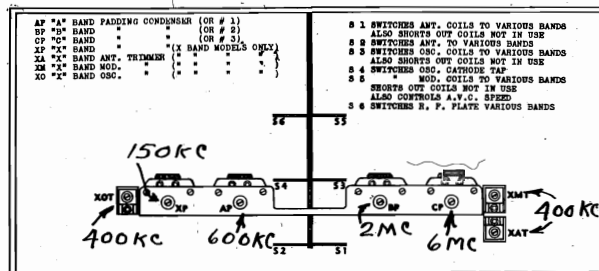 AP "A" BAND PADDING CONDENSER (OR # 1)
BP "B" BAND " " (OR # 2)
CP "C" BAND " " (OR # 3)
XP "X" BAND " " (X BAND MODELS ONLY)
XA "X" BAND ANT. TRIMMER ( " " " )
XM "X" BAND MOD. " ( " " " )
XO "X" BAND OSC. " ( " " " )
S 1 SWITCHES ANT. COILS TO VARIOUS BANDS
ALSO SHORTS OUT COILS NOT IN USE
S 2 SWITCHES ANT. TO VARIOUS BANDS
S 3 SWITCHES OSC. COILS TO VARIOUS BANDS
ALSO SHORTS OUT COILS NOT IN USE
S 4 SWITCHES OSC. CATHODE TAP
S 5 " MOD. COILS TO VARIOUS BANDS
SHORTS OUT COILS NOT IN USE
ALSO CONTROLS A.V.C. SPEED
S 6 SWITCHES R. F. PLATE VARIOUS BANDS
S6 S5
150KC
S4 S3
XOT XP AP BP CP XMT
400KC 600KC 2MC 6MC 400KC
XAT
S2 S1